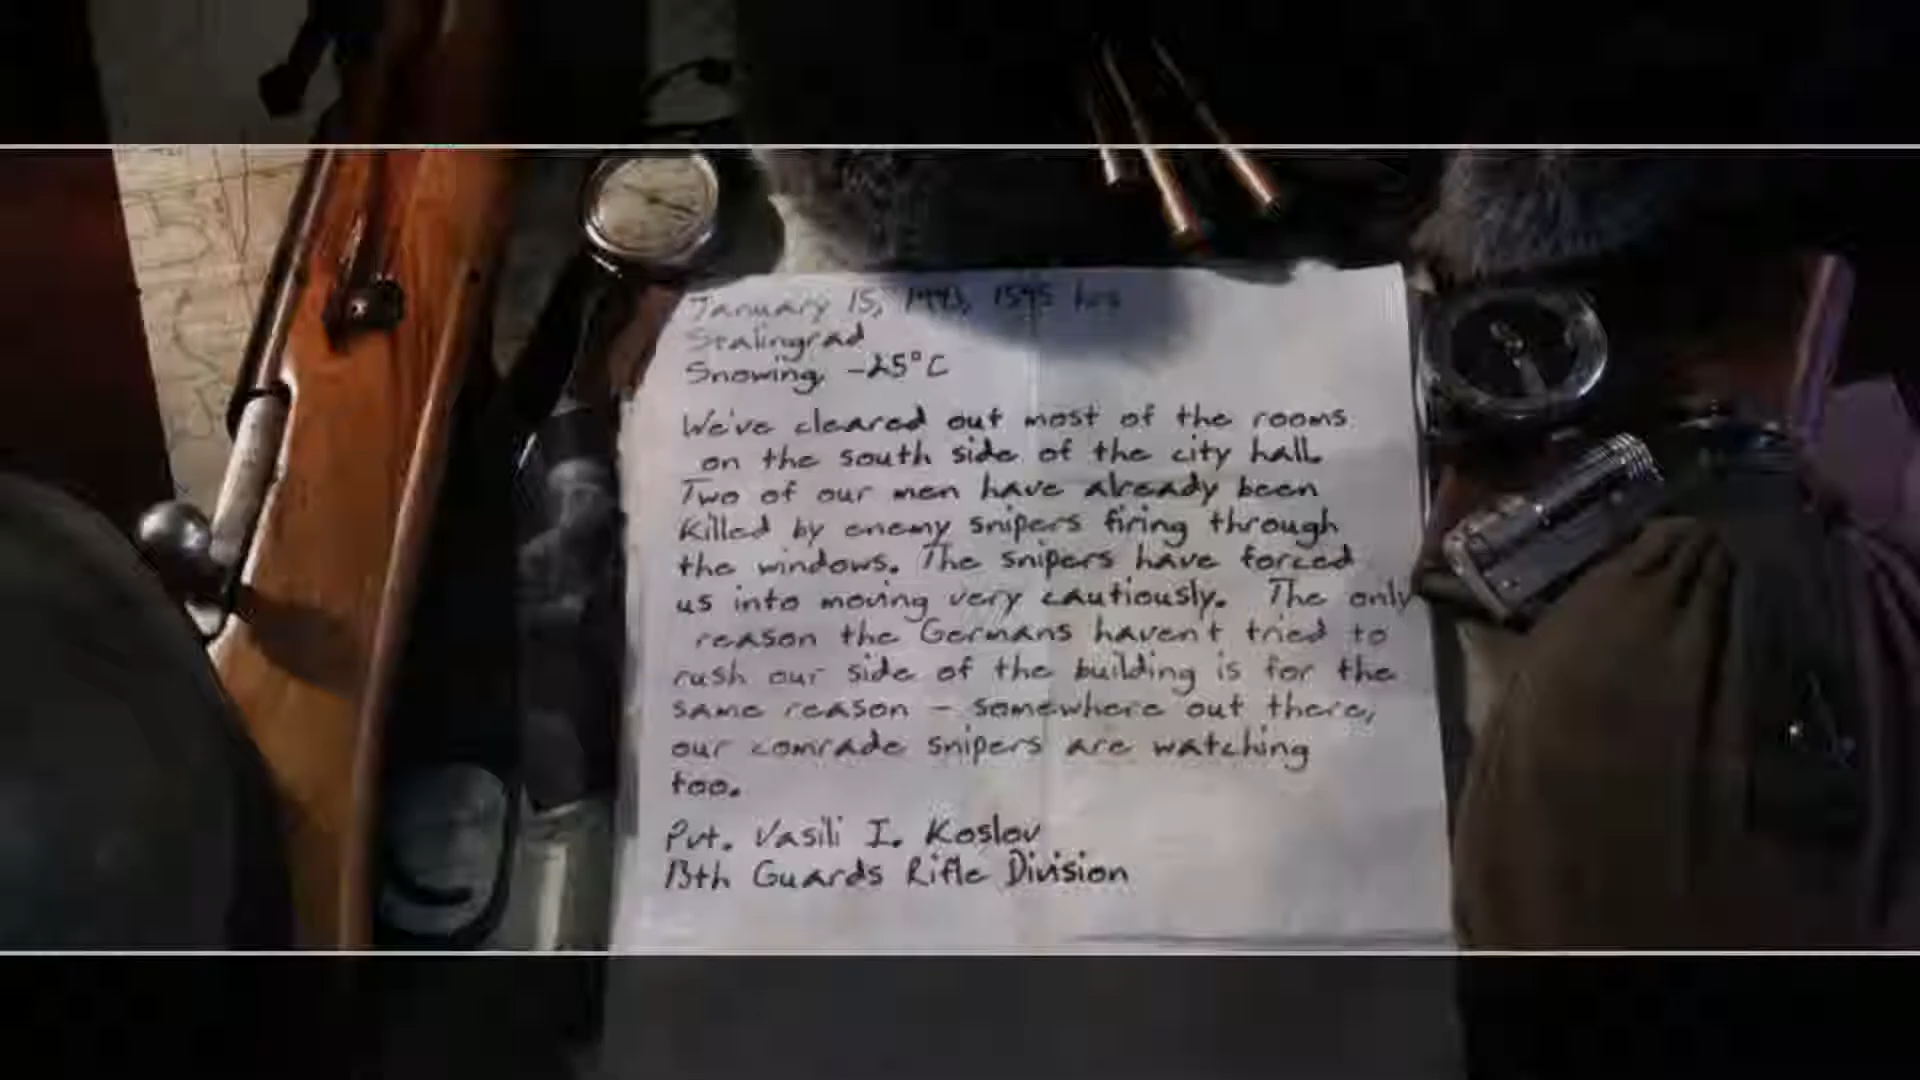 January 15, 1943, 1545 hrs
Stalingrad
Snowing, -25°C
We've cleared out most of the rooms
on the south side of the city hall.
Two of our men have already been
killed by enemy snipers firing through
the windows. The snipers have forced
us into moving very cautiously. The only
reason the Germans haven't tried to
rush our side of the building is for the
same reason – somewhere out there,
our comrade snipers are watching
too.
Pvt. Vasili I. Koslov
13th Guards Rifle Division